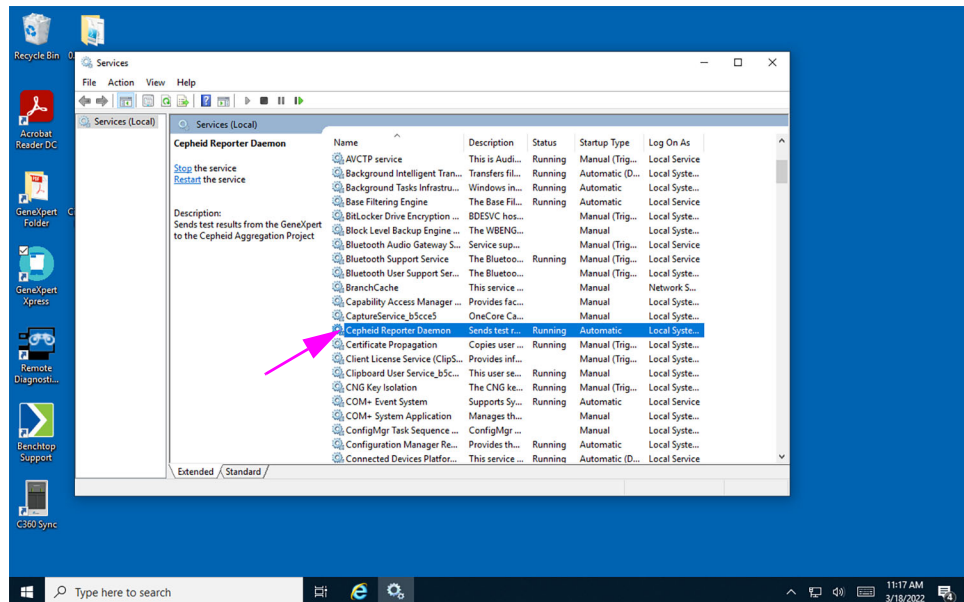 Recycle Bin
Acrobat
Reader DC
GeneXpert
Folder
GeneXpert
Xpress
Remote
Diagnosti...
Benchtop
Support
C360 Sync
Services
File Action View Help
Services (Local)
Services (Local)
Cepheid Reporter Daemon
Stop the service
Restart the service
Description:
Sends test results from the GeneXpert
to the Cepheid Aggregation Project
Name Description Status Startup Type Log On As
AVCTP service This is Audi... Running Manual (Trig... Local Service
Background Intelligent Tran... Transfers fil... Running Automatic (D... Local Syste...
Background Tasks Infrastru... Windows in... Running Automatic Local Syste...
Base Filtering Engine The Base Fil... Running Automatic Local Service
BitLocker Drive Encryption ... BDESVC hos... Manual (Trig... Local Syste...
Block Level Backup Engine ... The WBENG... Manual Local Syste...
Bluetooth Audio Gateway S... Service sup... Manual (Trig... Local Service
Bluetooth Support Service The Bluetoo... Running Manual (Trig... Local Service
Bluetooth User Support Ser... The Bluetoo... Manual (Trig... Local Syste...
BranchCache This service ... Manual Network S...
Capability Access Manager ... Provides fac... Manual Local Syste...
CaptureService_b5cce5 OneCore Ca... Manual Local Syste...
Cepheid Reporter Daemon Sends test r... Running Automatic Local Syste...
Certificate Propagation Copies user ... Running Manual (Trig... Local Syste...
Client License Service (ClipS... Provides inf... Manual (Trig... Local Syste...
Clipboard User Service_b5c... This user se... Running Manual Local Syste...
CNG Key Isolation The CNG ke... Running Manual (Trig... Local Syste...
COM+ Event System Supports Sy... Running Automatic Local Service
COM+ System Application Manages th... Manual Local Syste...
ConfigMgr Task Sequence ... ConfigMgr ... Manual Local Syste...
Configuration Manager Re... Provides th... Running Automatic Local Syste...
Connected Devices Platfor... This service ... Running Automatic (D... Local Service
Extended Standard
Type here to search
11:17 AM
3/18/2022
4